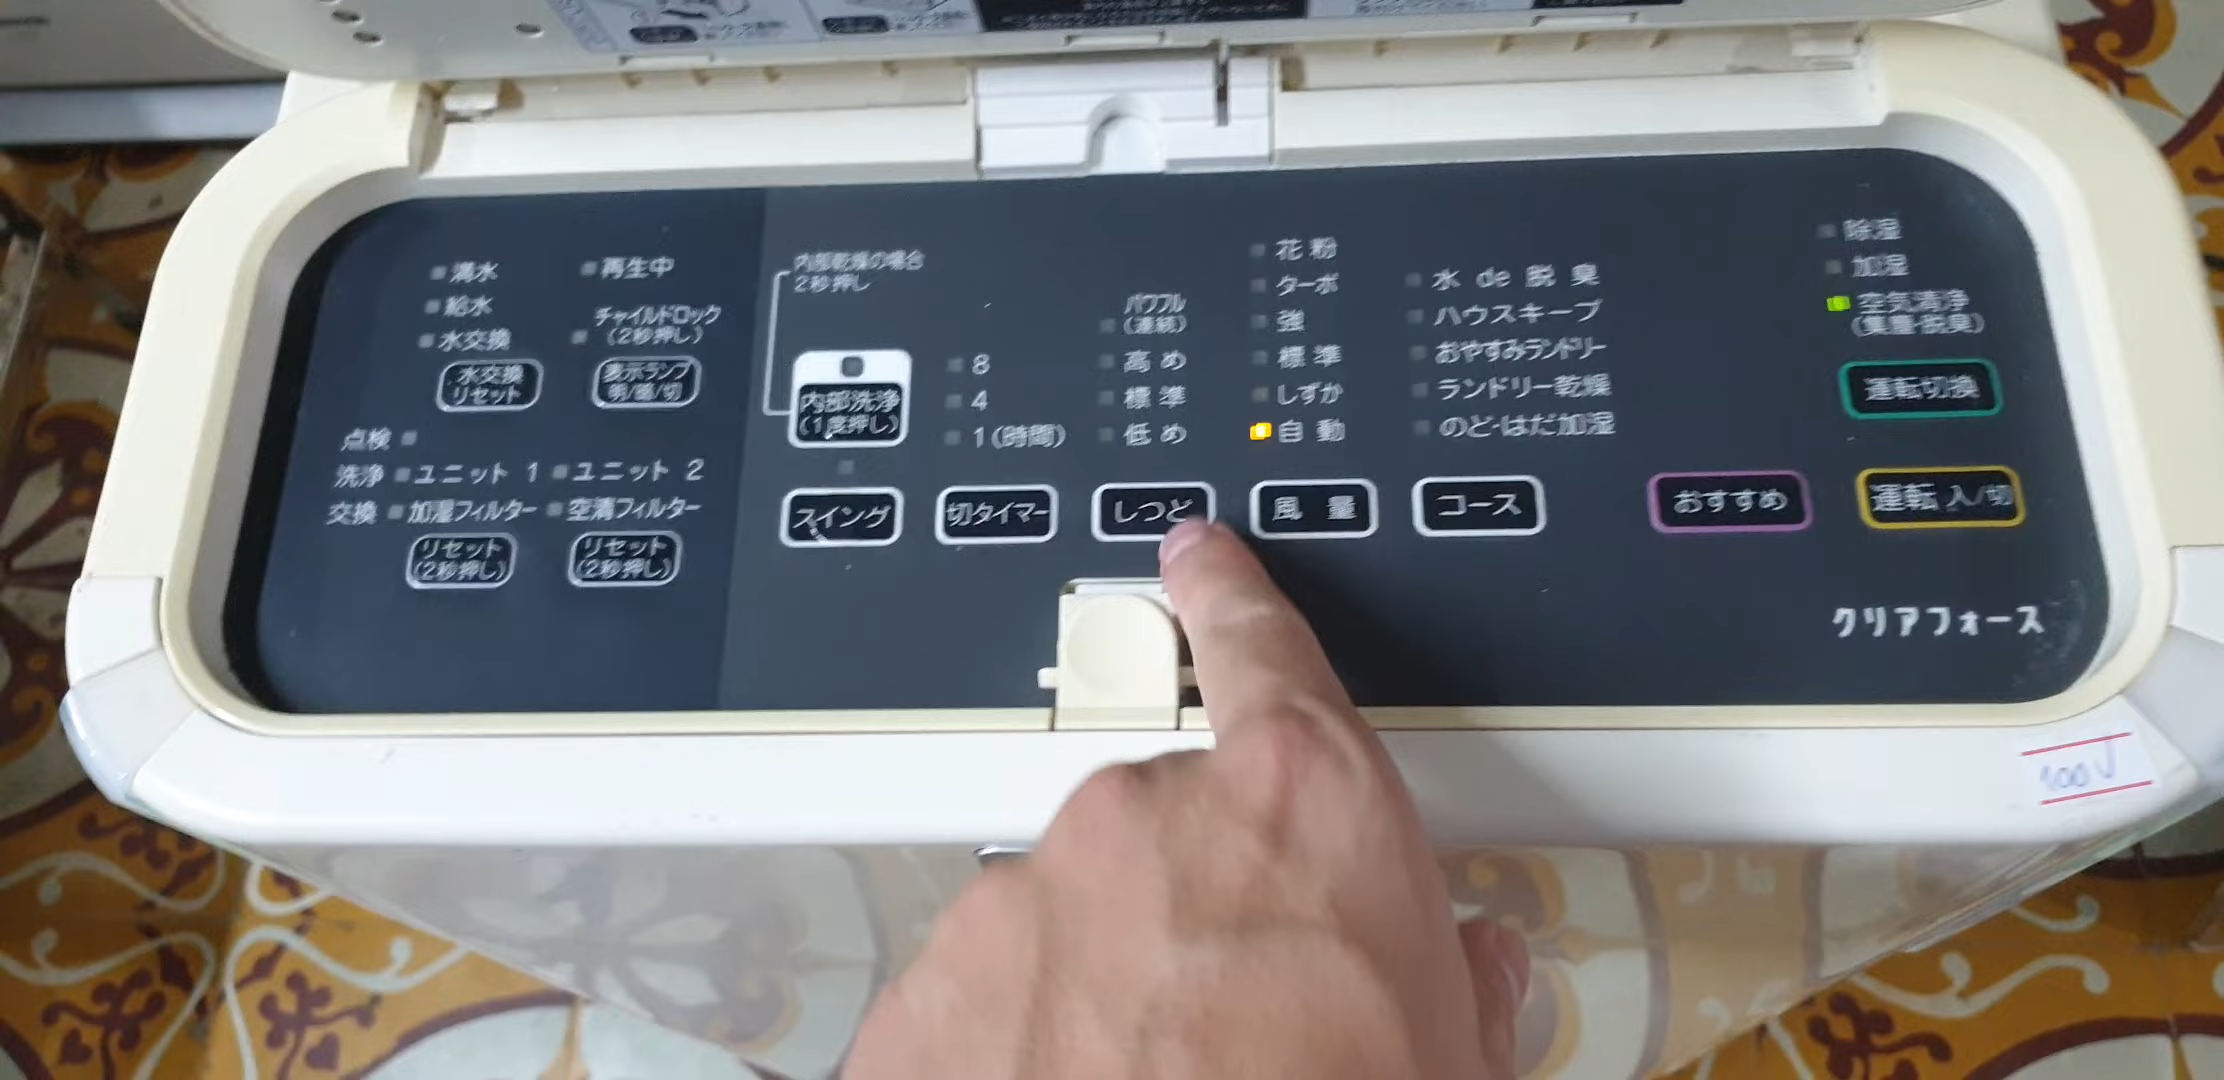 満水
給水
水交換
水交換
リセット
再生中
チャイルドロック
(2秒押し)
表示ランプ
明/暗/切
点検
洗浄 ユニット 1 ユニット 2
交換 加湿フィルター 空清フィルター
リセット
(2秒押し)
リセット
(2秒押し)
内部乾燥の場合
2秒押し
内部洗浄
(1度押し)
スイング
8
4
1(時間)
切タイマー
パワフル
(連続)
高め
標準
低め
しつど
花粉
ターボ
強
標準
しずか
自動
風量
水 de 脱臭
ハウスキープ
おやすみランドリー
ランドリー乾燥
のど・はだ加湿
コース
おすすめ
除湿
加湿
空気清浄
(集塵・脱臭)
運転切換
運転 入/切
クリアフォース
100V